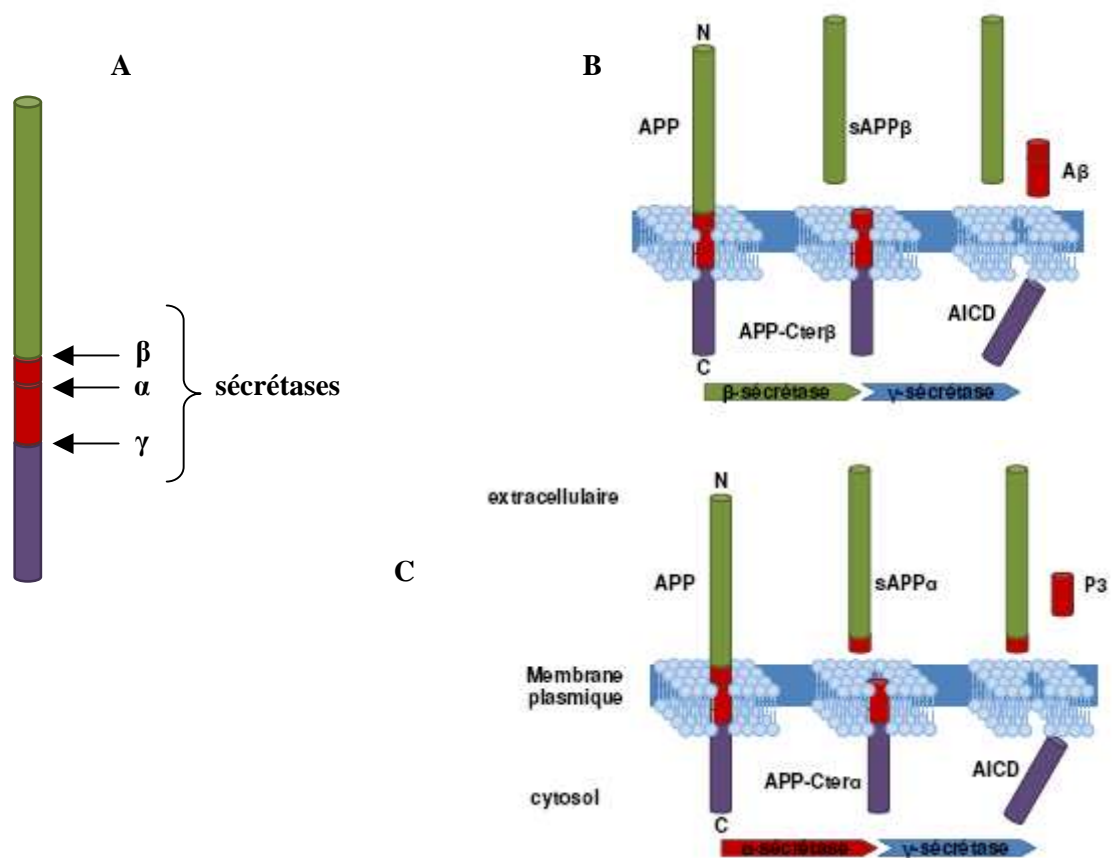 A
β
α
γ
sécrétases
B
N
APP
sAPPβ
Aβ
APP-Cterβ
AICD
C
β-sécrétase
γ-sécrétase
C
N
extracellulaire
APP
sAPPα
P3
Membrane
plasmique
APP-Cterα
AICD
cytosol
C
α-sécrétase
γ-sécrétase